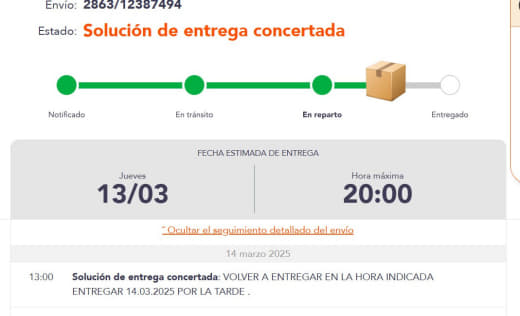 Envío: 2863/12387494
Estado: Solución de entrega concertada
Notificado En tránsito En reparto Entregado
FECHA ESTIMADA DE ENTREGA
Jueves Hora máxima
13/03 20:00
ˆ Ocultar el seguimiento detallado del envío
14 marzo 2025
13:00 Solución de entrega concertada: VOLVER A ENTREGAR EN LA HORA INDICADA
ENTREGAR 14.03.2025 POR LA TARDE .